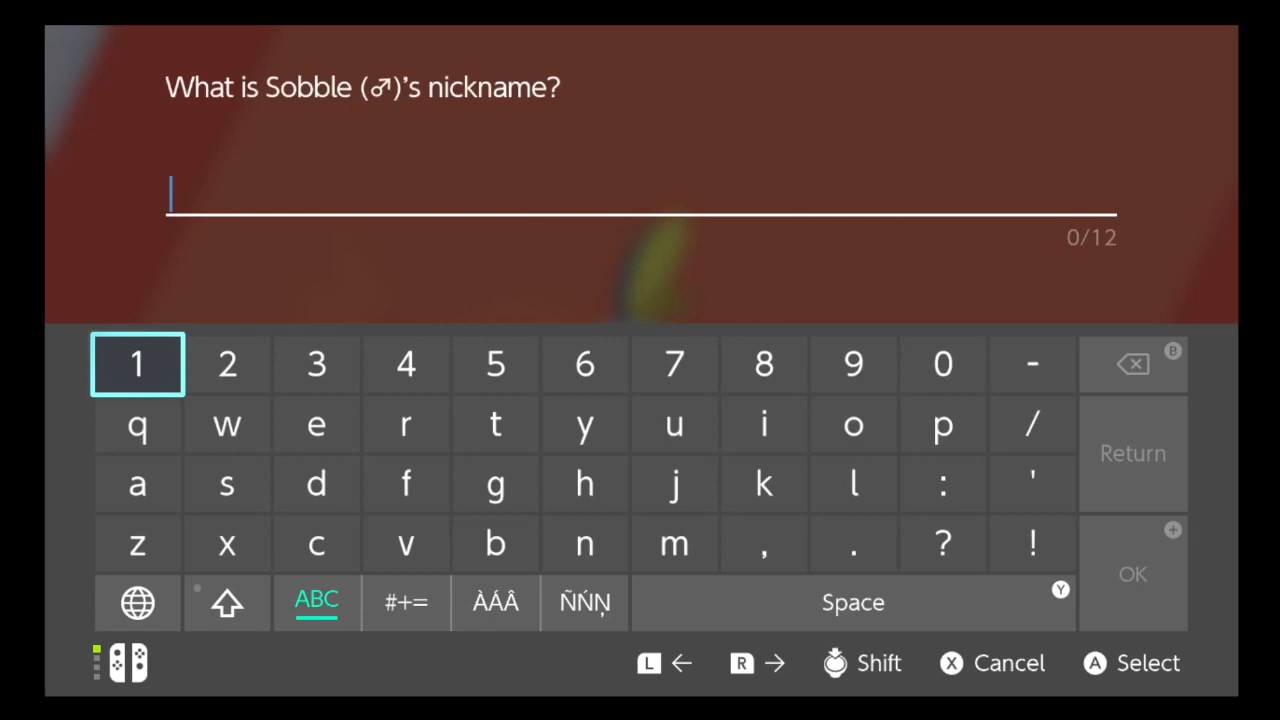 What is Sobble (♂)'s nickname?
0/12
1 2 3 4 5 6 7 8 9 0 - B
q w e r t y u i o p / Return
a s d f g h j k l : '
z x c v b n m , . ? ! + OK
ABC #+= ÀÁÂ ÑŃŅ Space Y
L ← R → Shift X Cancel A Select